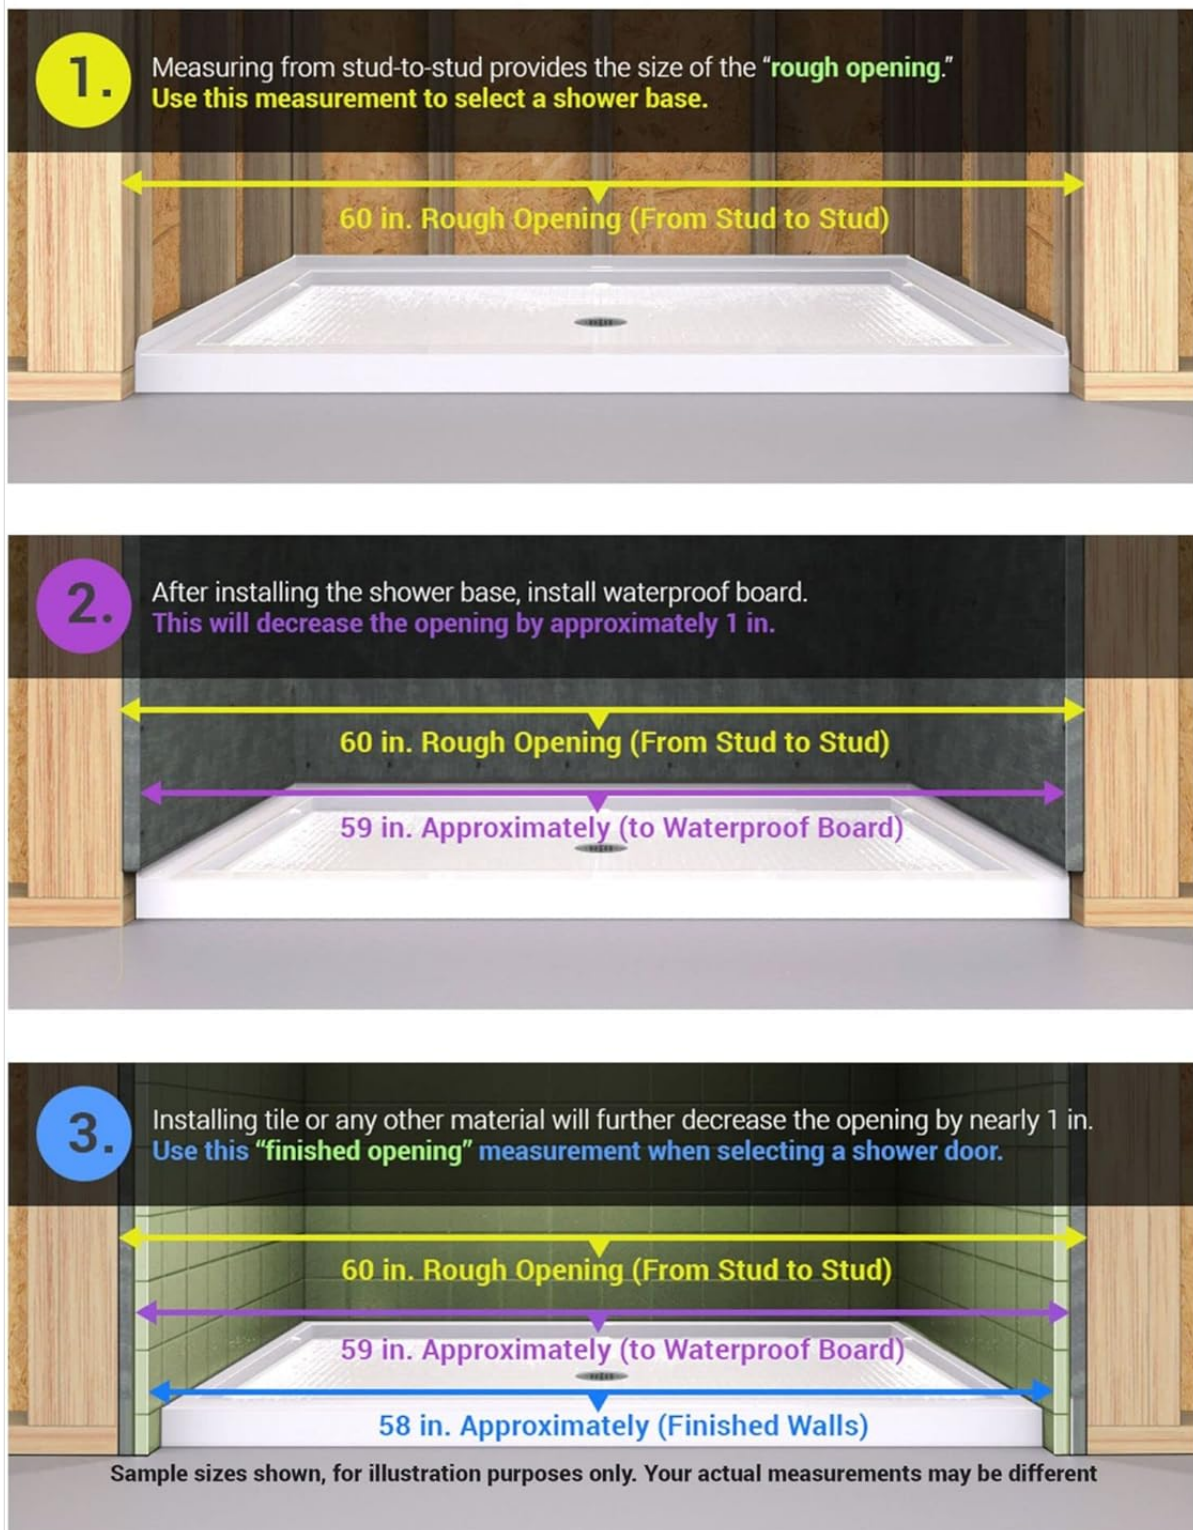 1.
Measuring from stud-to-stud provides the size of the “rough opening.”
Use this measurement to select a shower base.
60 in. Rough Opening (From Stud to Stud)
2.
After installing the shower base, install waterproof board.
This will decrease the opening by approximately 1 in.
60 in. Rough Opening (From Stud to Stud)
59 in. Approximately (to Waterproof Board)
3.
Installing tile or any other material will further decrease the opening by nearly 1 in.
Use this “finished opening” measurement when selecting a shower door.
60 in. Rough Opening (From Stud to Stud)
59 in. Approximately (to Waterproof Board)
58 in. Approximately (Finished Walls)
Sample sizes shown, for illustration purposes only. Your actual measurements may be different